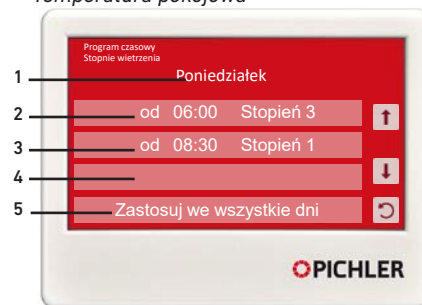 Temperatura pokojowa
Program czasowy
Stopnie wietrzenia
1 Poniedziałek
2 od 06:00 Stopień 3
3 od 08:30 Stopień 1
4
5 Zastosuj we wszystkie dni
PICHLER